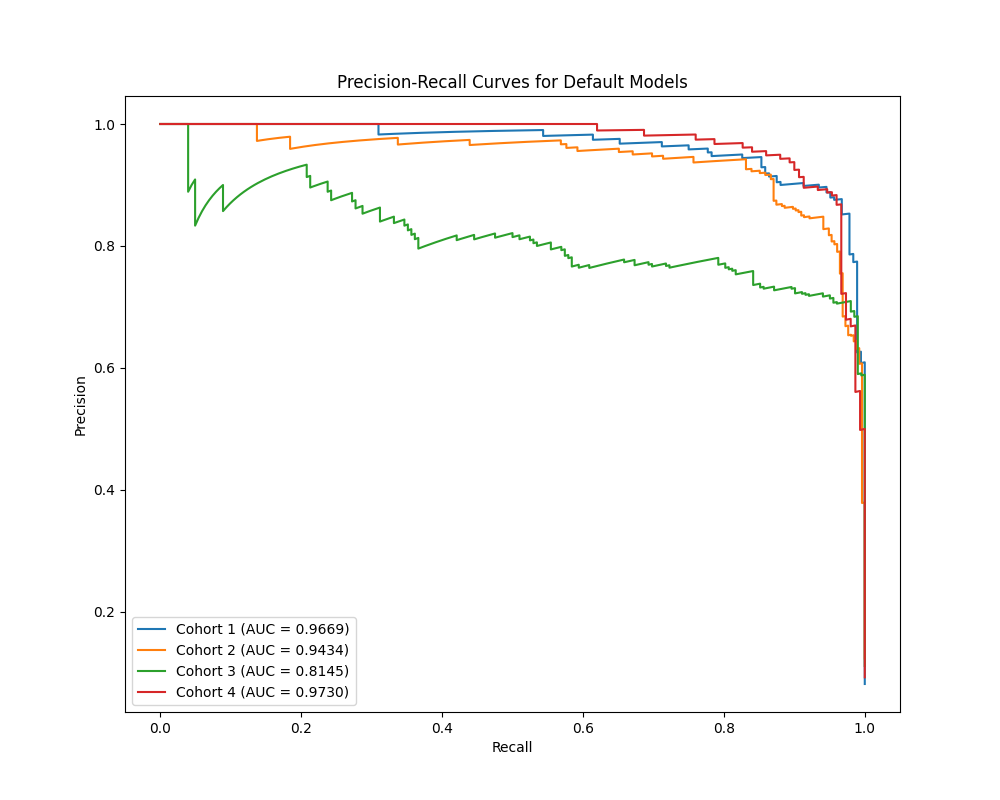 Precision-Recall Curves for Default Models
1.0
0.8
0.6
0.4
0.2
Precision
Cohort 1 (AUC = 0.9669)
Cohort 2 (AUC = 0.9434)
Cohort 3 (AUC = 0.8145)
Cohort 4 (AUC = 0.9730)
0.0 0.2 0.4 0.6 0.8 1.0
Recall